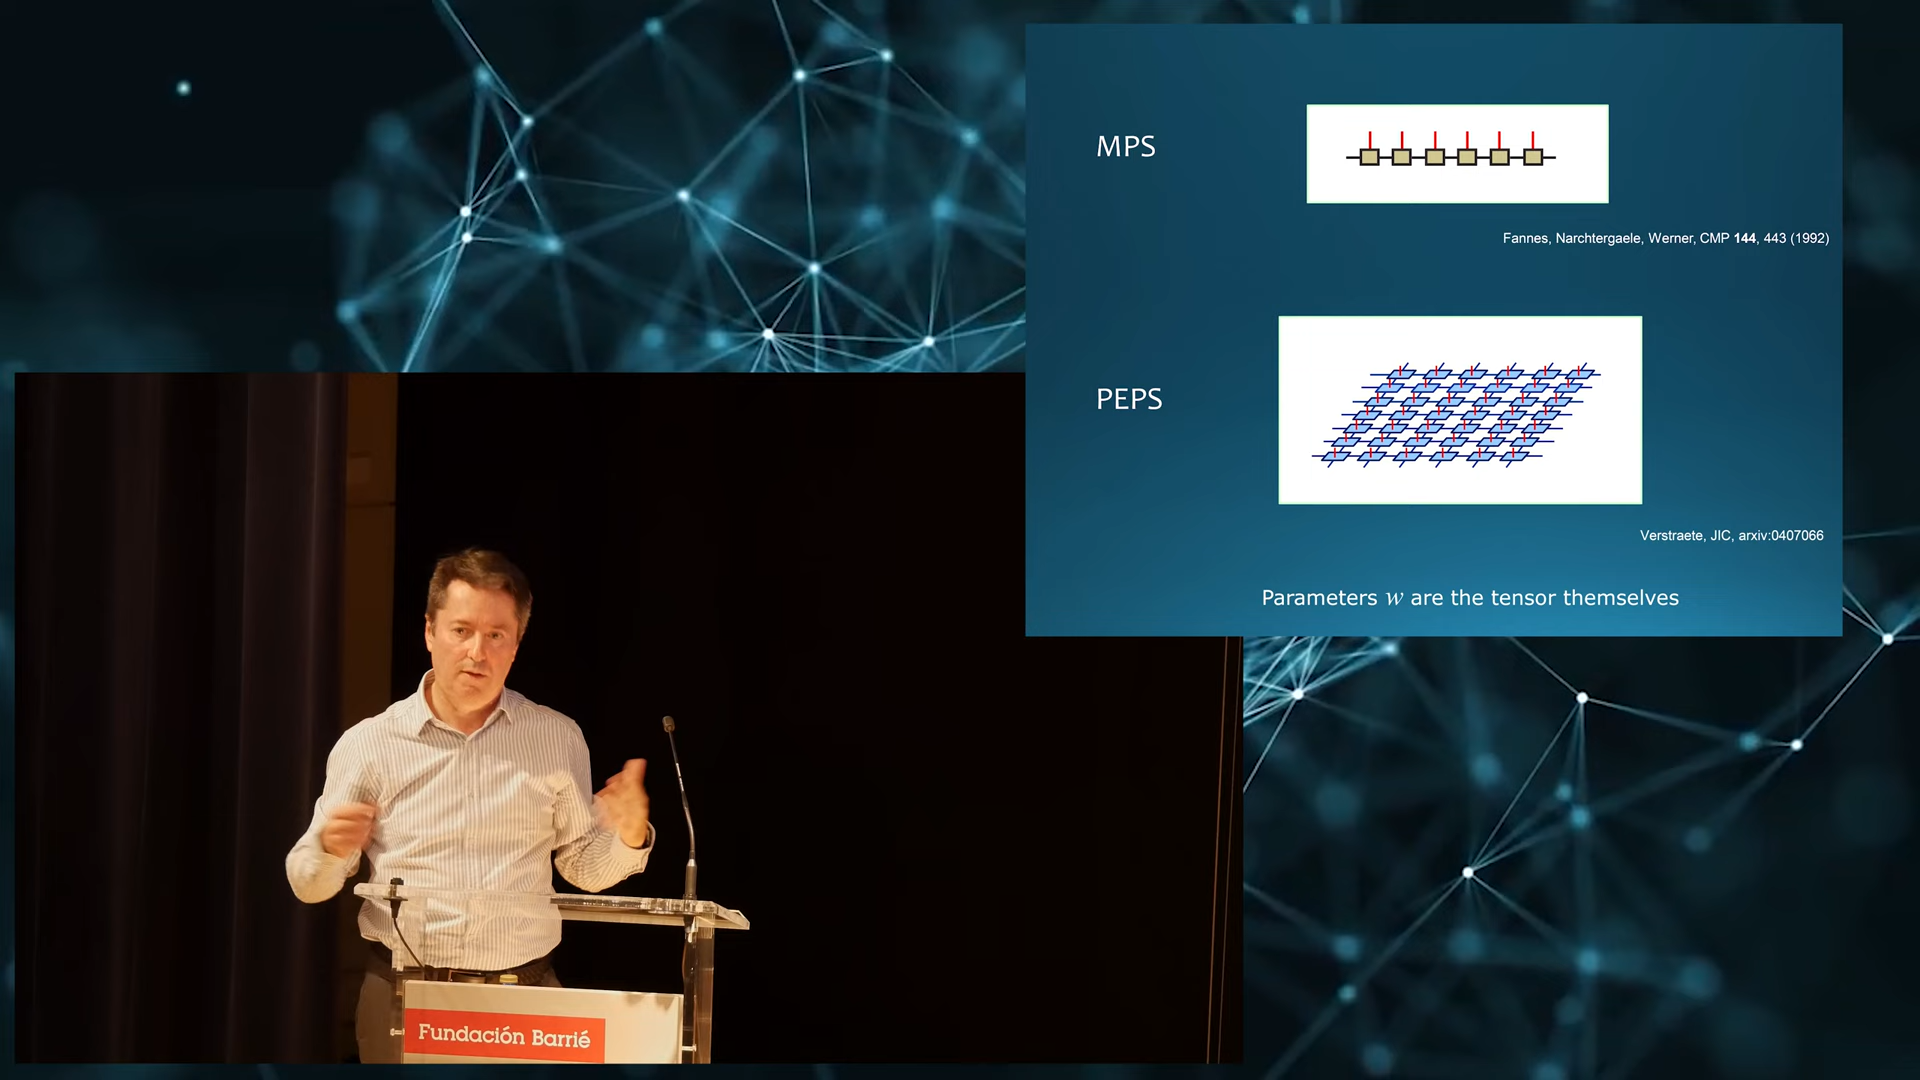 MPS
Fannes, Narchtergaele, Werner, CMP 144, 443 (1992)
PEPS
Verstraete, JIC, arxiv:0407066
Parameters w are the tensor themselves
Fundación Barrié